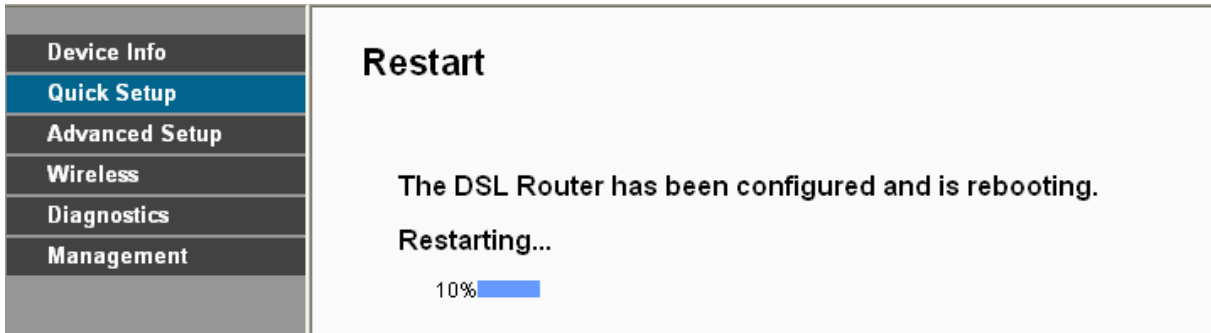 Device Info
Quick Setup
Advanced Setup
Wireless
Diagnostics
Management
Restart
The DSL Router has been configured and is rebooting.
Restarting...
10%